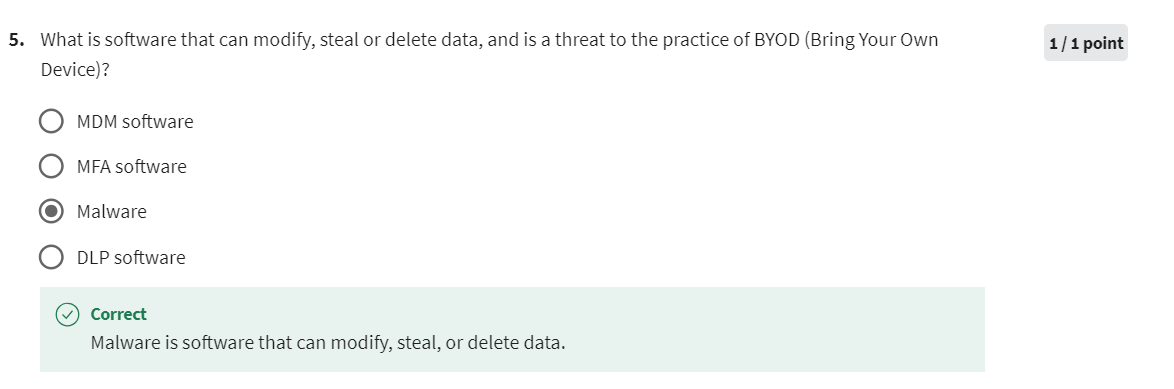 5. What is software that can modify, steal or delete data, and is a threat to the practice of BYOD (Bring Your Own
Device)?
1 / 1 point
MDM software
MFA software
Malware
DLP software
Correct
Malware is software that can modify, steal, or delete data.